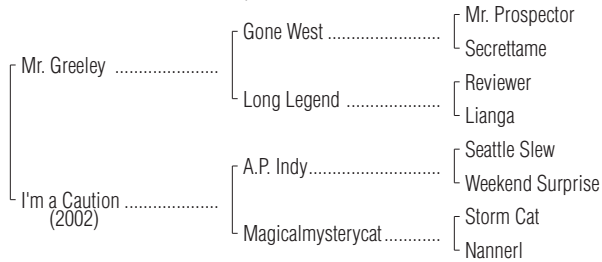 Mr. Prospector
Gone West ...................
Secrettame
Mr. Greeley ......................
Reviewer
Long Legend ....................
Lianga
Seattle Slew
A.P. Indy............................
Weekend Surprise
I'm a Caution ....................
(2002)
Storm Cat
Magicalmysterycat............
Nannerl